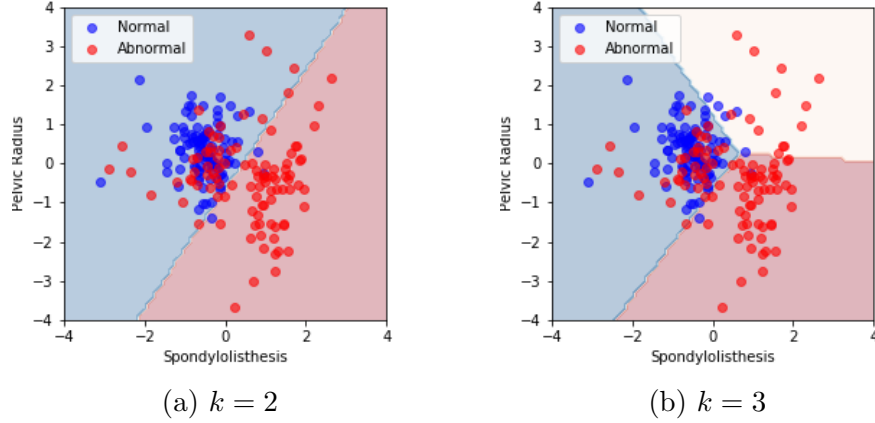 4
3
2
1
0
−1
−2
−3
−4
Pelvic Radius
Normal
Abnormal
−4
−2
0
2
4
Spondylolisthesis
(a) k = 2
4
3
2
1
0
−1
−2
−3
−4
Pelvic Radius
Normal
Abnormal
−4
−2
0
2
4
Spondylolisthesis
(b) k = 3